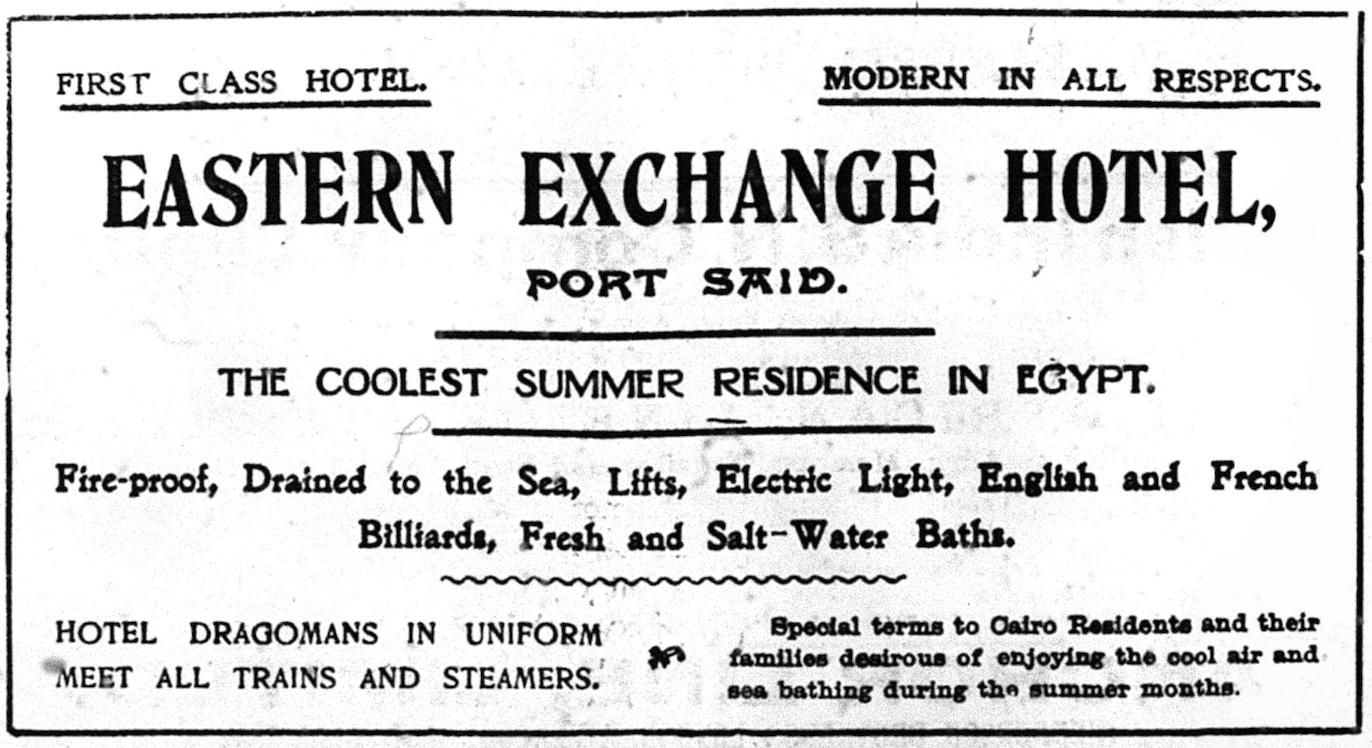 FIRST CLASS HOTEL.
MODERN IN ALL RESPECTS.
EASTERN EXCHANGE HOTEL,
PORT SAID.
THE COOLEST SUMMER RESIDENCE IN EGYPT.
Fire-proof, Drained to the Sea, Lifts, Electric Light, English and French
Billiards, Fresh and Salt-Water Baths.
HOTEL DRAGOMANS IN UNIFORM
MEET ALL TRAINS AND STEAMERS.
Special terms to Cairo Residents and their
families desirous of enjoying the cool air and
sea bathing during the summer months.